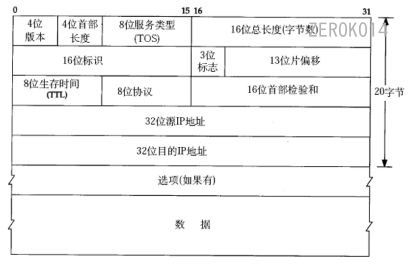 0 15 16 31
4位版本 4位首部长度 8位服务类型(TOS) 16位总长度(字节数)
ZEROK014
16位标识 3位标志 13位片偏移
8位生存时间(TTL) 8位协议 16位首部检验和
20字节
32位源IP地址
32位目的IP地址
选项(如果有)
数 据